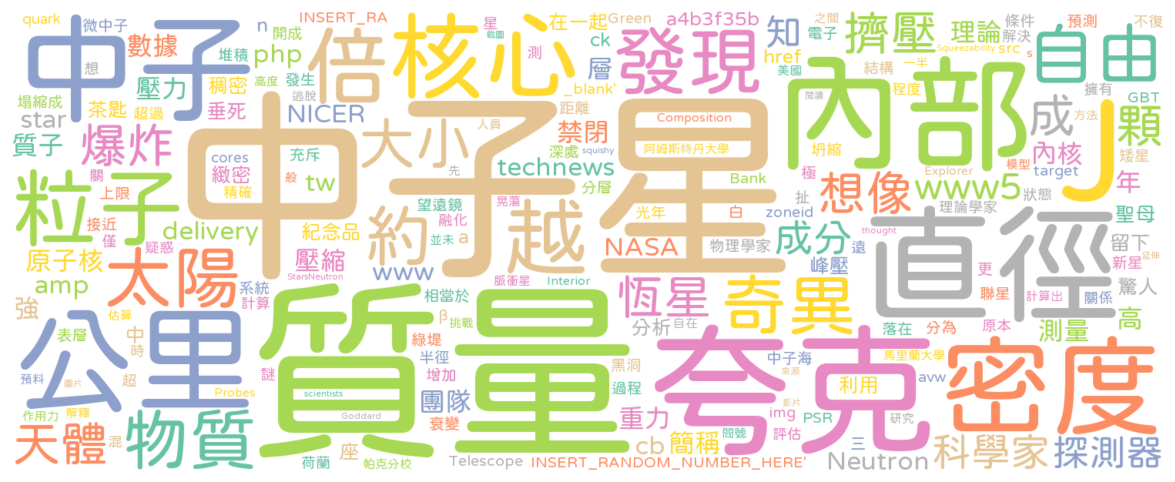 中子星
質量
內部
中子
倍
核心
發現
知
擠壓
理論
自由
直徑
夸克
密度
公里
粒子
太陽
物質
天體
爆炸
大小
約
越
恆星
奇異
想像
成分
成
顆
J
科學家
探測器
quark
微中子
n
開成
INSERT_RA
星
截圖
測
在一起
Green
a4b3f35b
之間
電子
條件
解決
預測
不復
Squeezability
src
s
想
數據
堆積
php
ck
層
href
美國
結構
一半
程度
擁有
GBT
塌縮成
壓力
稠密
高度
發生
逃脫
_blank'
茶匙
超過
垂死
NICER
star
距離
禁閉
Composition
閱讀
坍縮
矮星
方法
質子
關
緻密
cores
充斥
人員
深處
squishy
阿姆斯特丹大學
內核
模型
target
上限
精確
般
tw
先
technews
分層
Bank
極
Explorer
www5
年
接近
望遠鏡
晃蕩
光年
白
zoneid
扯
理論學家
狀態
聖母
僅
疑惑
delivery
紀念品
融化
並未
a
NASA
物理學家
遠
thought
留下
新星
延伸
原子核
壓縮
www
脈衝星
峰壓
更
驚人
amp
StarsNeutron
系統
計算
相當於
Interior
分析
自在
聯星
計算出
關係
強
估算
β
挑戰
落在
分為
原本
測量
高
表層
中
時
綠堤
半徑
黑洞
中子海
來源
馬里蘭大學
預料
圖片
超
謎
增加
過程
利用
avw
作用力
解釋
Probes
scientists
Goddard
團隊
重力
img
影片
PSR
研究
混
座
衰變
cb
簡稱
評估
閥號
三
荷蘭
帕克分校
Telescope
INSERT_RANDOM_NUMBER_HERE'
Neutron